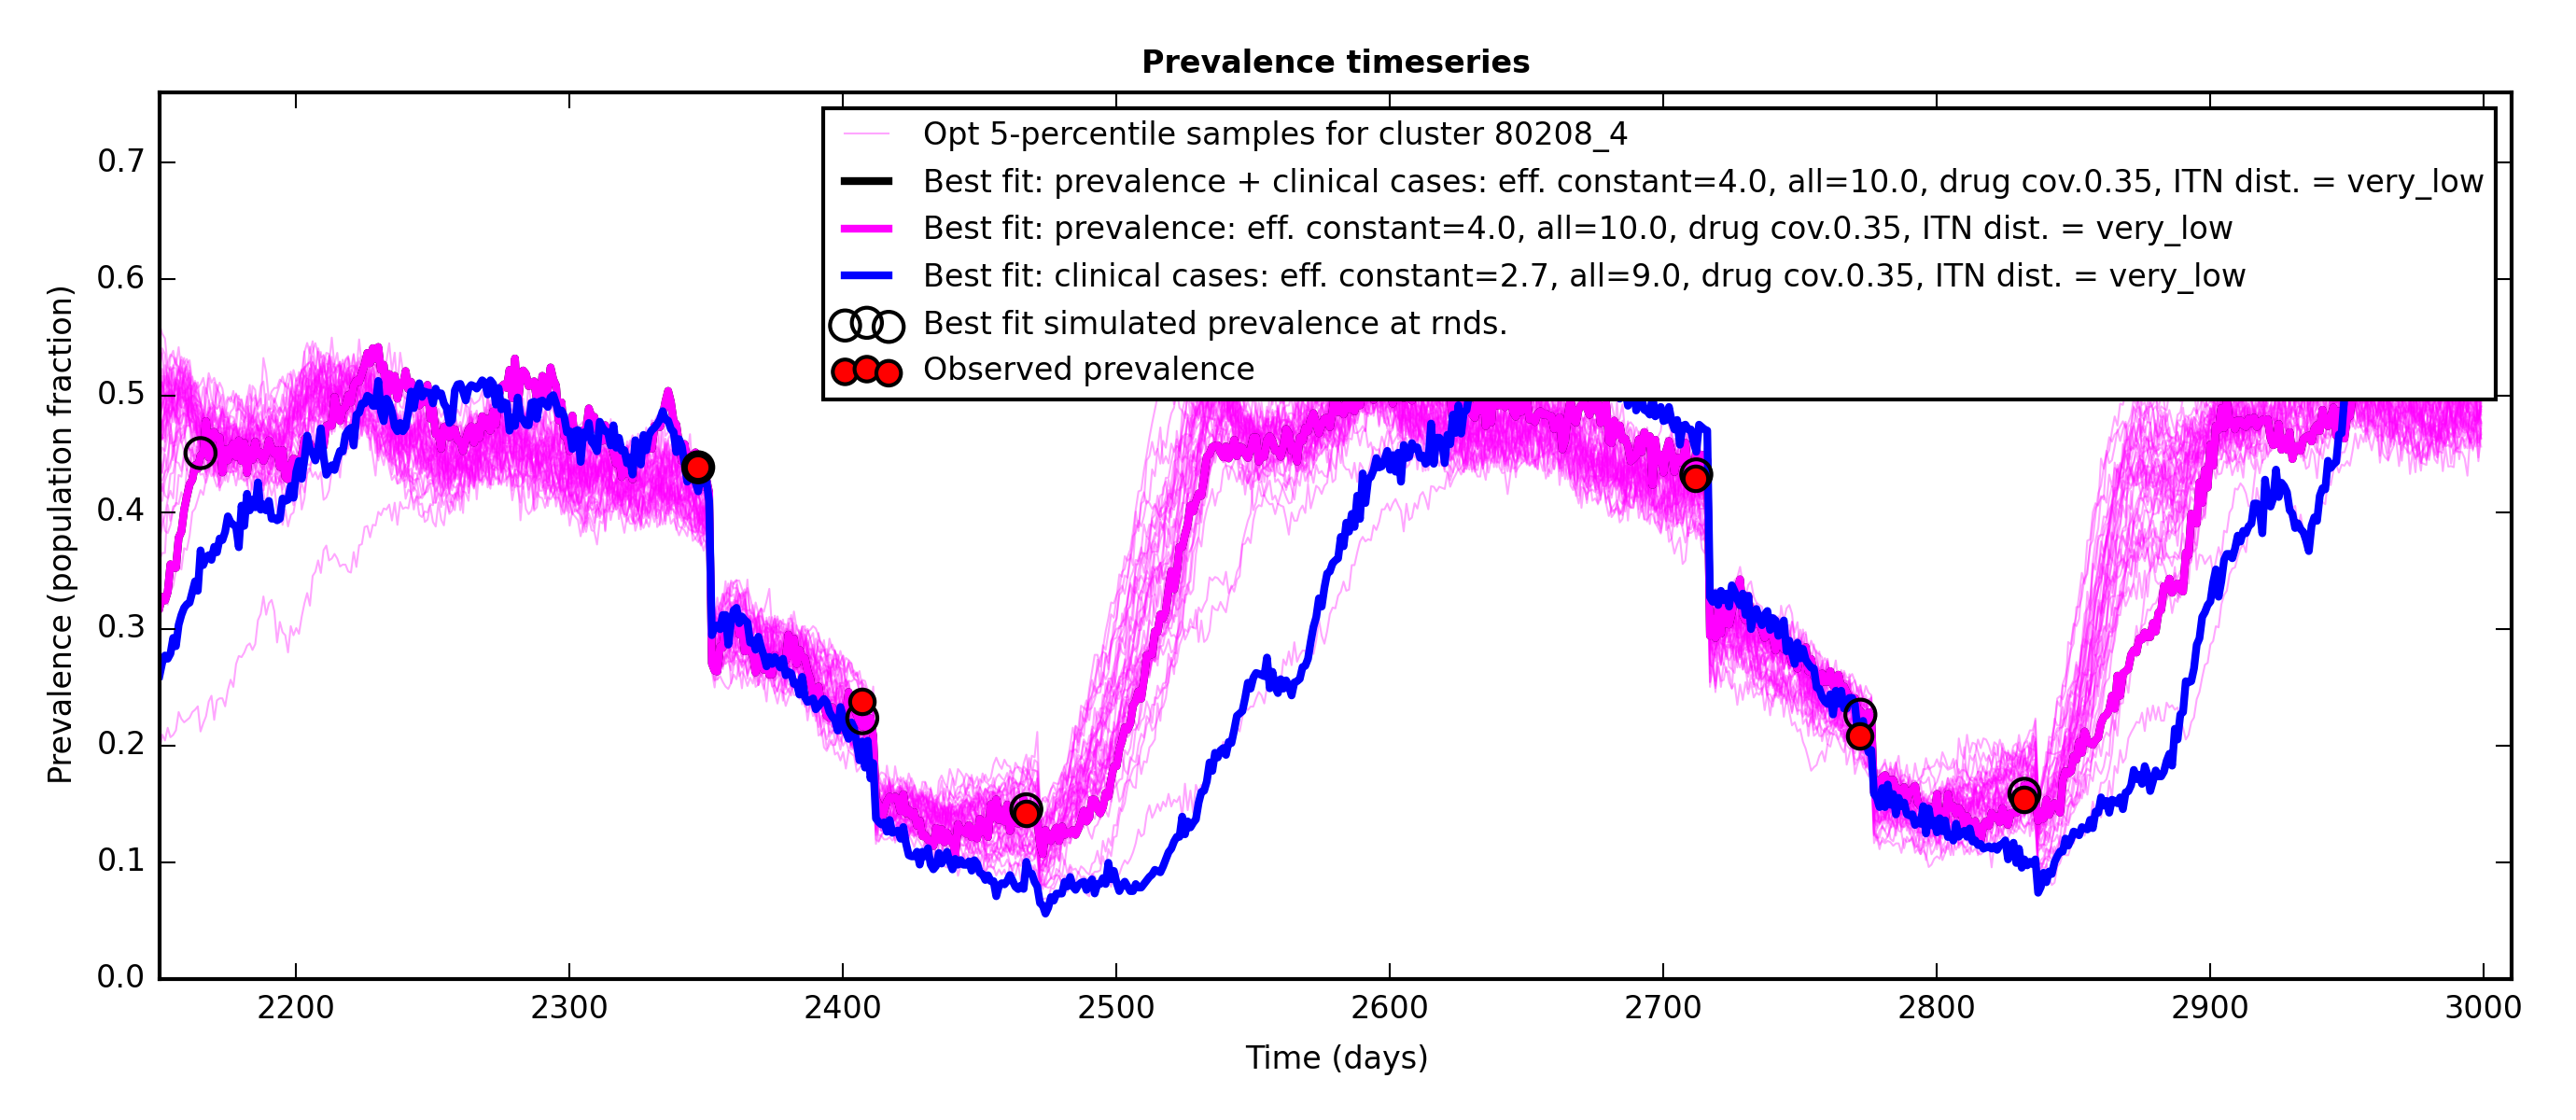 Prevalence timeseries
Opt 5-percentile samples for cluster 80208_4
Best fit: prevalence + clinical cases: eff. constant=4.0, all=10.0, drug cov.0.35, ITN dist. = very_low
Best fit: prevalence: eff. constant=4.0, all=10.0, drug cov.0.35, ITN dist. = very_low
Best fit: clinical cases: eff. constant=2.7, all=9.0, drug cov.0.35, ITN dist. = very_low
Best fit simulated prevalence at rnds.
Observed prevalence
Prevalence (population fraction)
0.7
0.6
0.5
0.4
0.3
0.2
0.1
0.0
2200 2300 2400 2500 2600 2700 2800 2900 3000
Time (days)